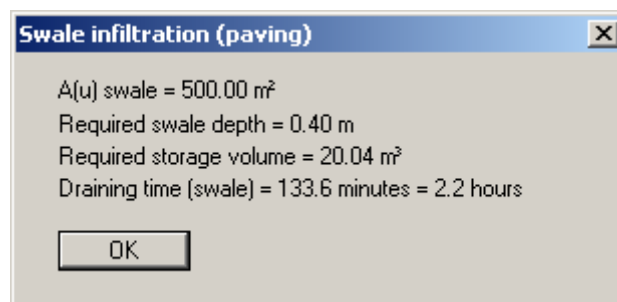 Swale infiltration (paving)
A(u) swale = 500.00 m²
Required swale depth = 0.40 m
Required storage volume = 20.04 m³
Draining time (swale) = 133.6 minutes = 2.2 hours
OK